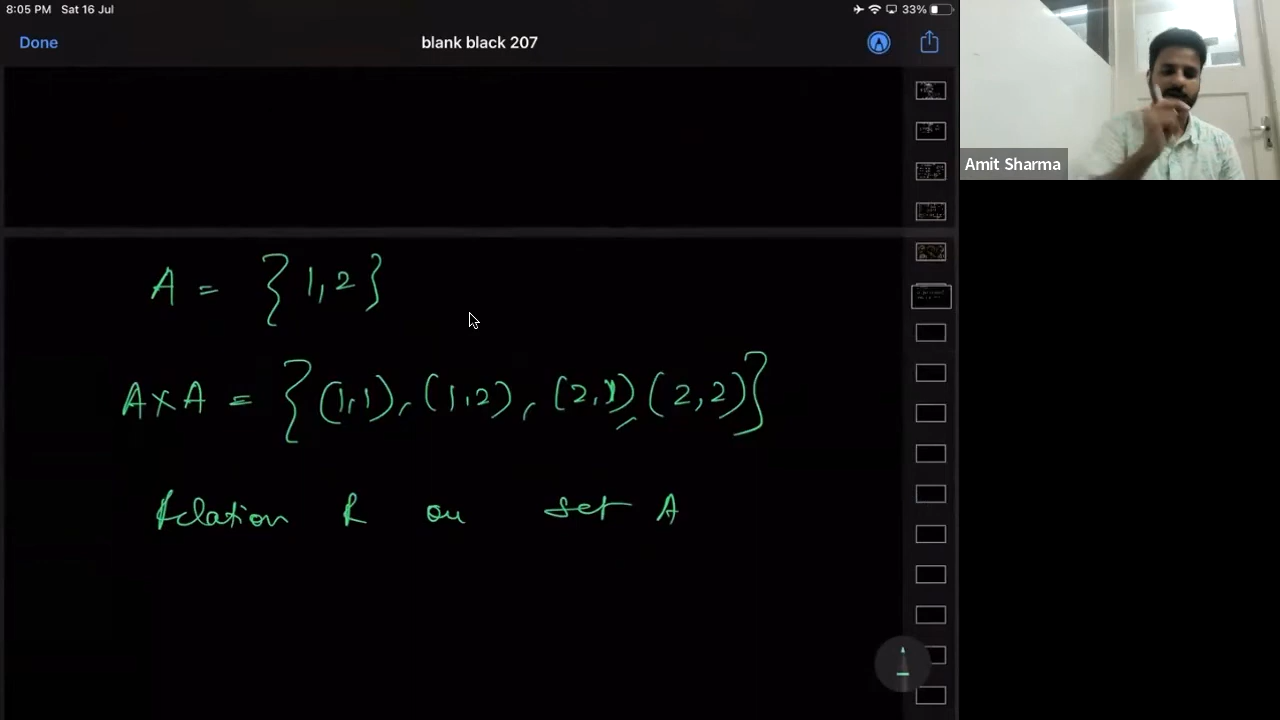 8:05 PM Sat 16 Jul 33%
Done blank black 207
Amit Sharma
A = { 1,2 }
A×A = { (1,1), (1,2), (2,1), (2,2) }
Relation R on set A